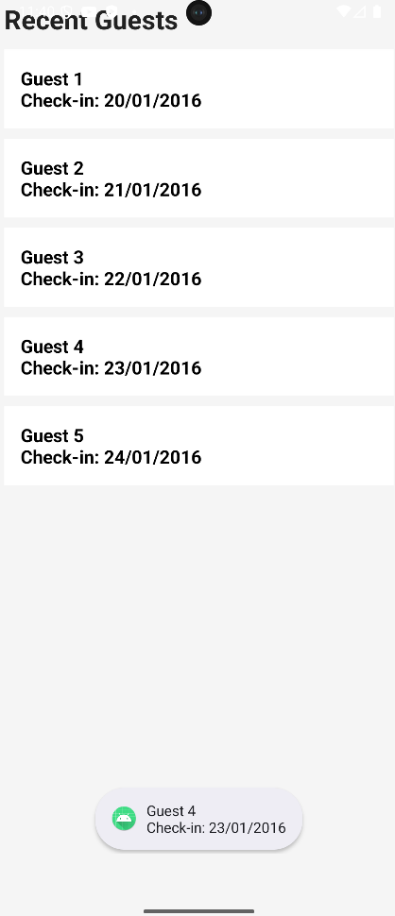 Recent Guests
Guest 1
Check-in: 20/01/2016
Guest 2
Check-in: 21/01/2016
Guest 3
Check-in: 22/01/2016
Guest 4
Check-in: 23/01/2016
Guest 5
Check-in: 24/01/2016
Guest 4
Check-in: 23/01/2016